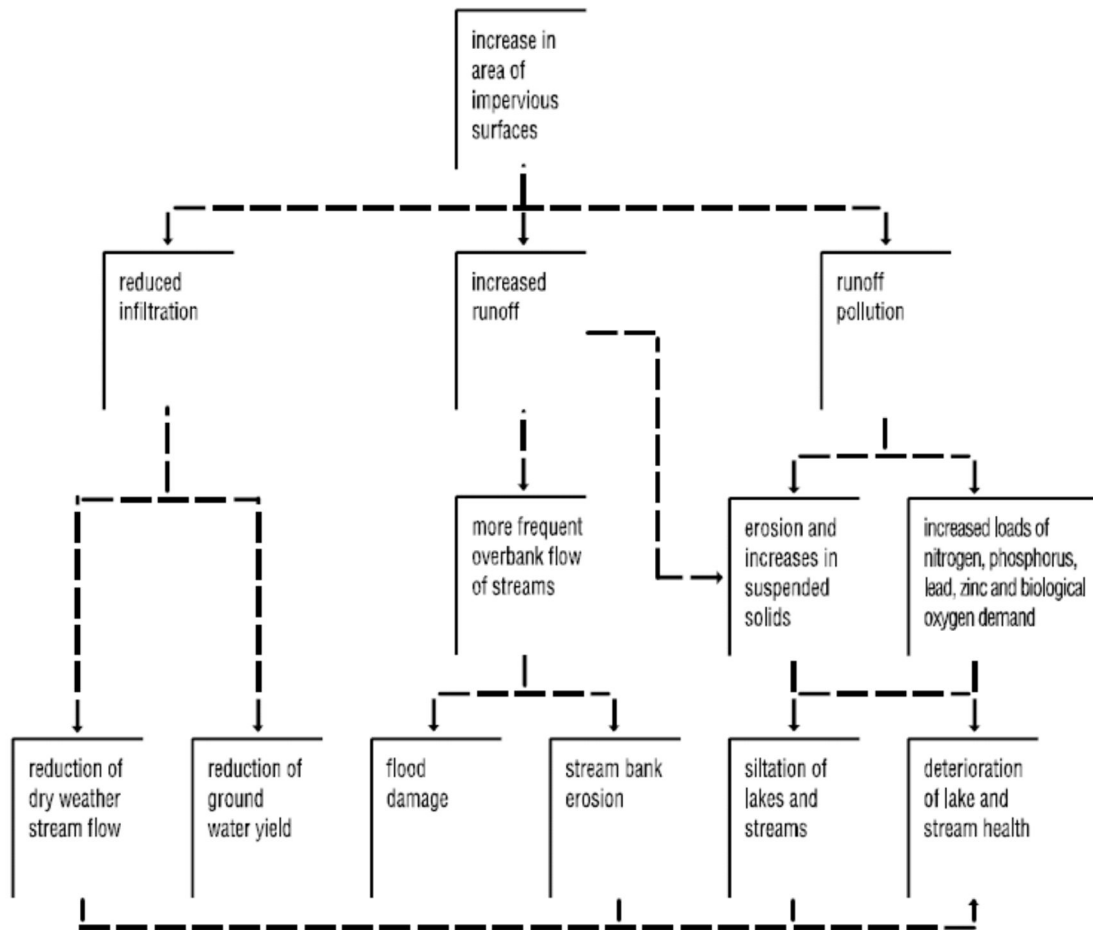 increase in
area of
impervious
surfaces
reduced
infiltration
increased
runoff
runoff
pollution
more frequent
overbank flow
of streams
erosion and
increases in
suspended
solids
increased loads of
nitrogen, phosphorus,
lead, zinc and biological
oxygen demand
reduction of
dry weather
stream flow
reduction of
ground
water yield
flood
damage
stream bank
erosion
siltation of
lakes and
streams
deterioration
of lake and
stream health